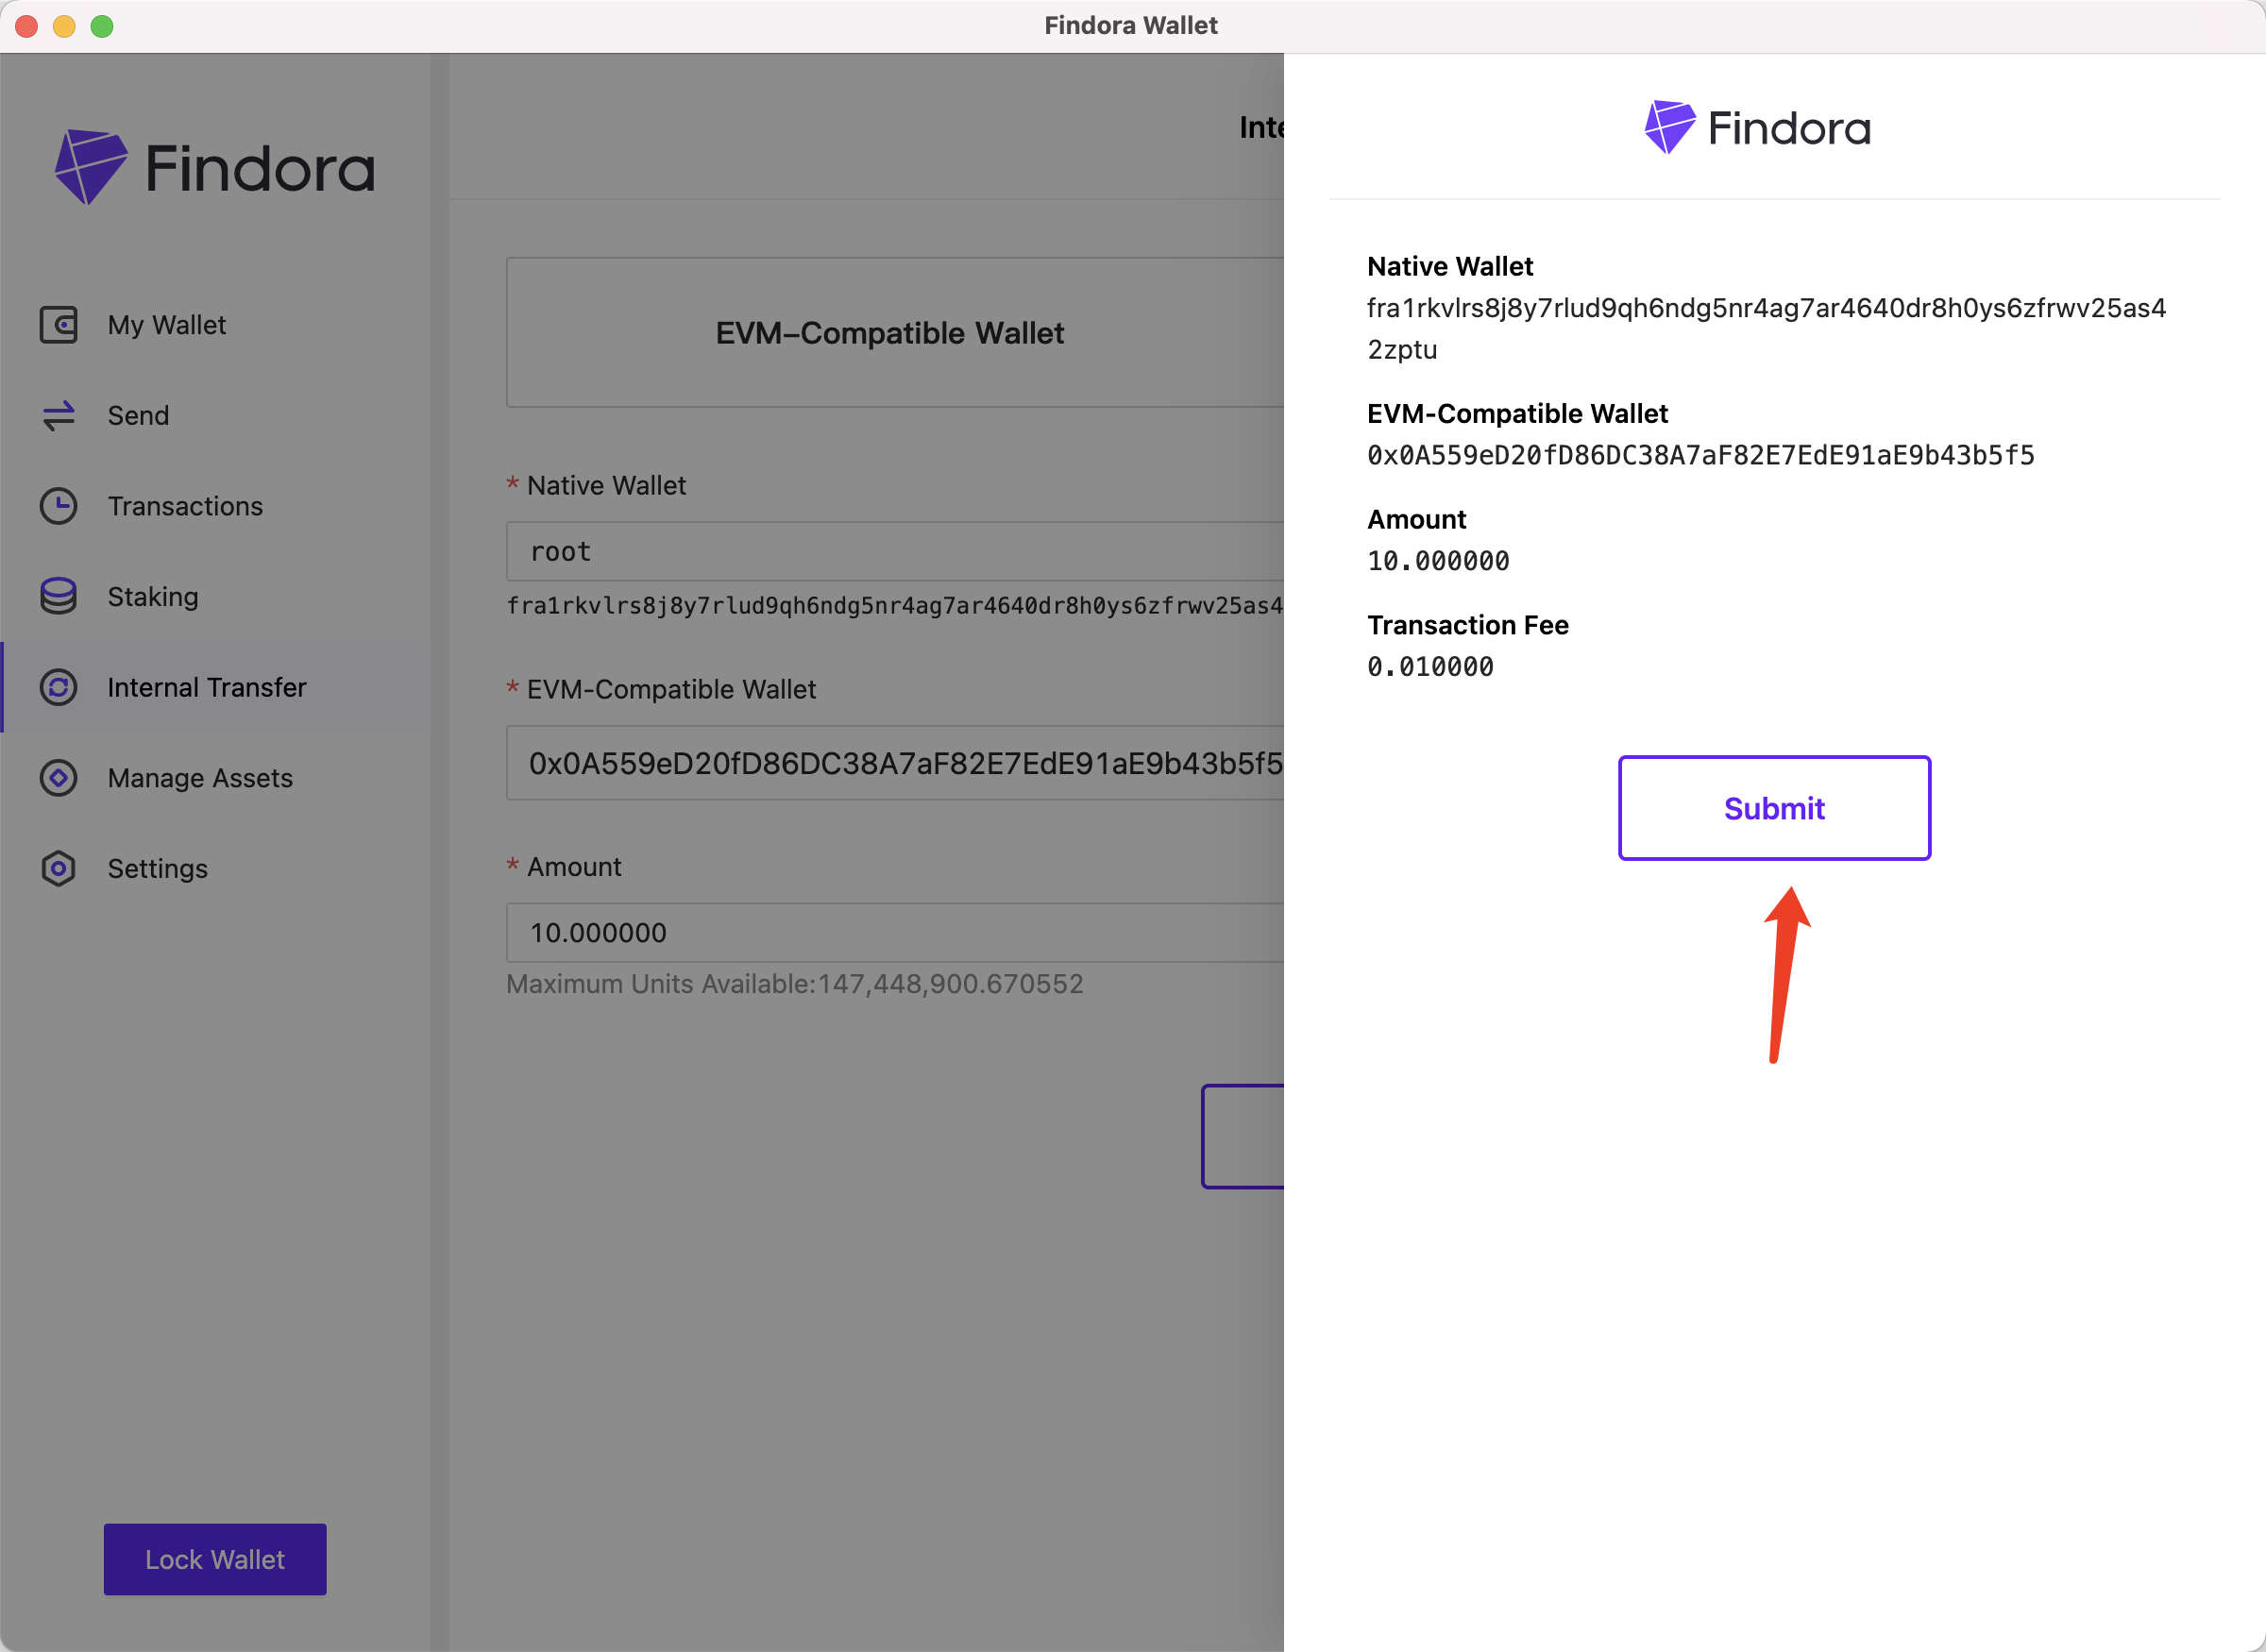 Findora Wallet
Findora
My Wallet
Send
Transactions
Staking
Internal Transfer
Manage Assets
Settings
Lock Wallet
EVM–Compatible Wallet
* Native Wallet
root
fra1rkvlrs8j8y7rlud9qh6ndg5nr4ag7ar4640dr8h0ys6zfrwv25as4
* EVM-Compatible Wallet
0x0A559eD20fD86DC38A7aF82E7EdE91aE9b43b5f5
* Amount
10.000000
Maximum Units Available:147,448,900.670552
Findora
Native Wallet
fra1rkvlrs8j8y7rlud9qh6ndg5nr4ag7ar4640dr8h0ys6zfrwv25as4
2zptu
EVM-Compatible Wallet
0x0A559eD20fD86DC38A7aF82E7EdE91aE9b43b5f5
Amount
10.000000
Transaction Fee
0.010000
Submit